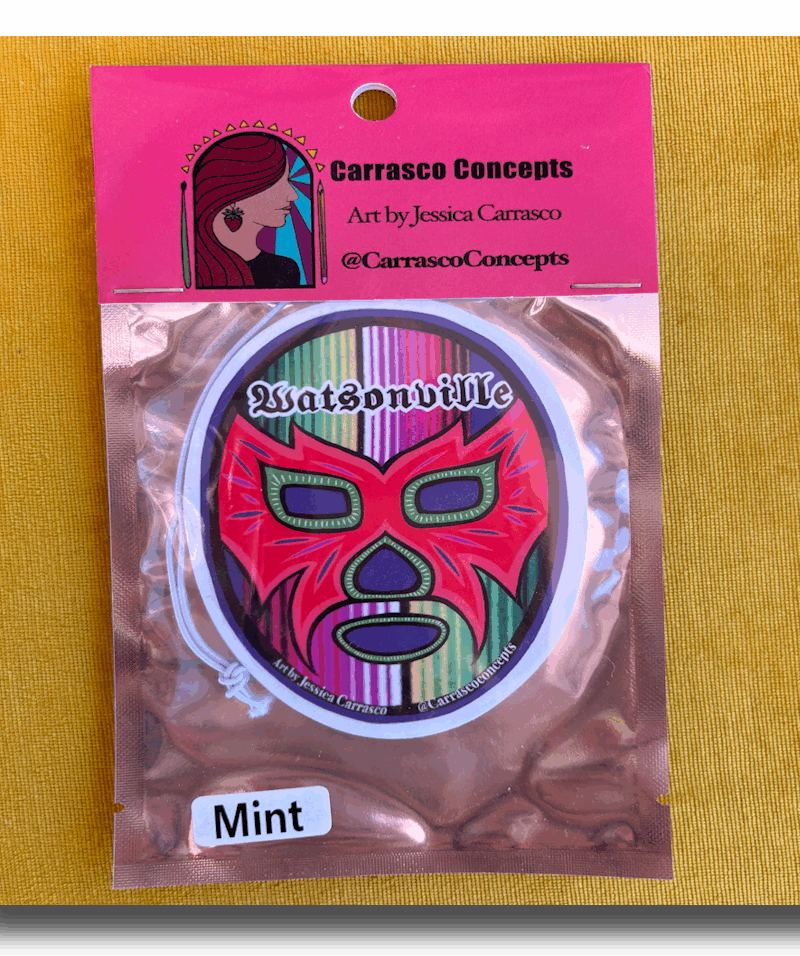 Carrasco Concepts
Art by Jessica Carrasco
@CarrascoConcepts
Watsonville
Art by Jessica Carrasco
@Carrascoconcepts
Mint